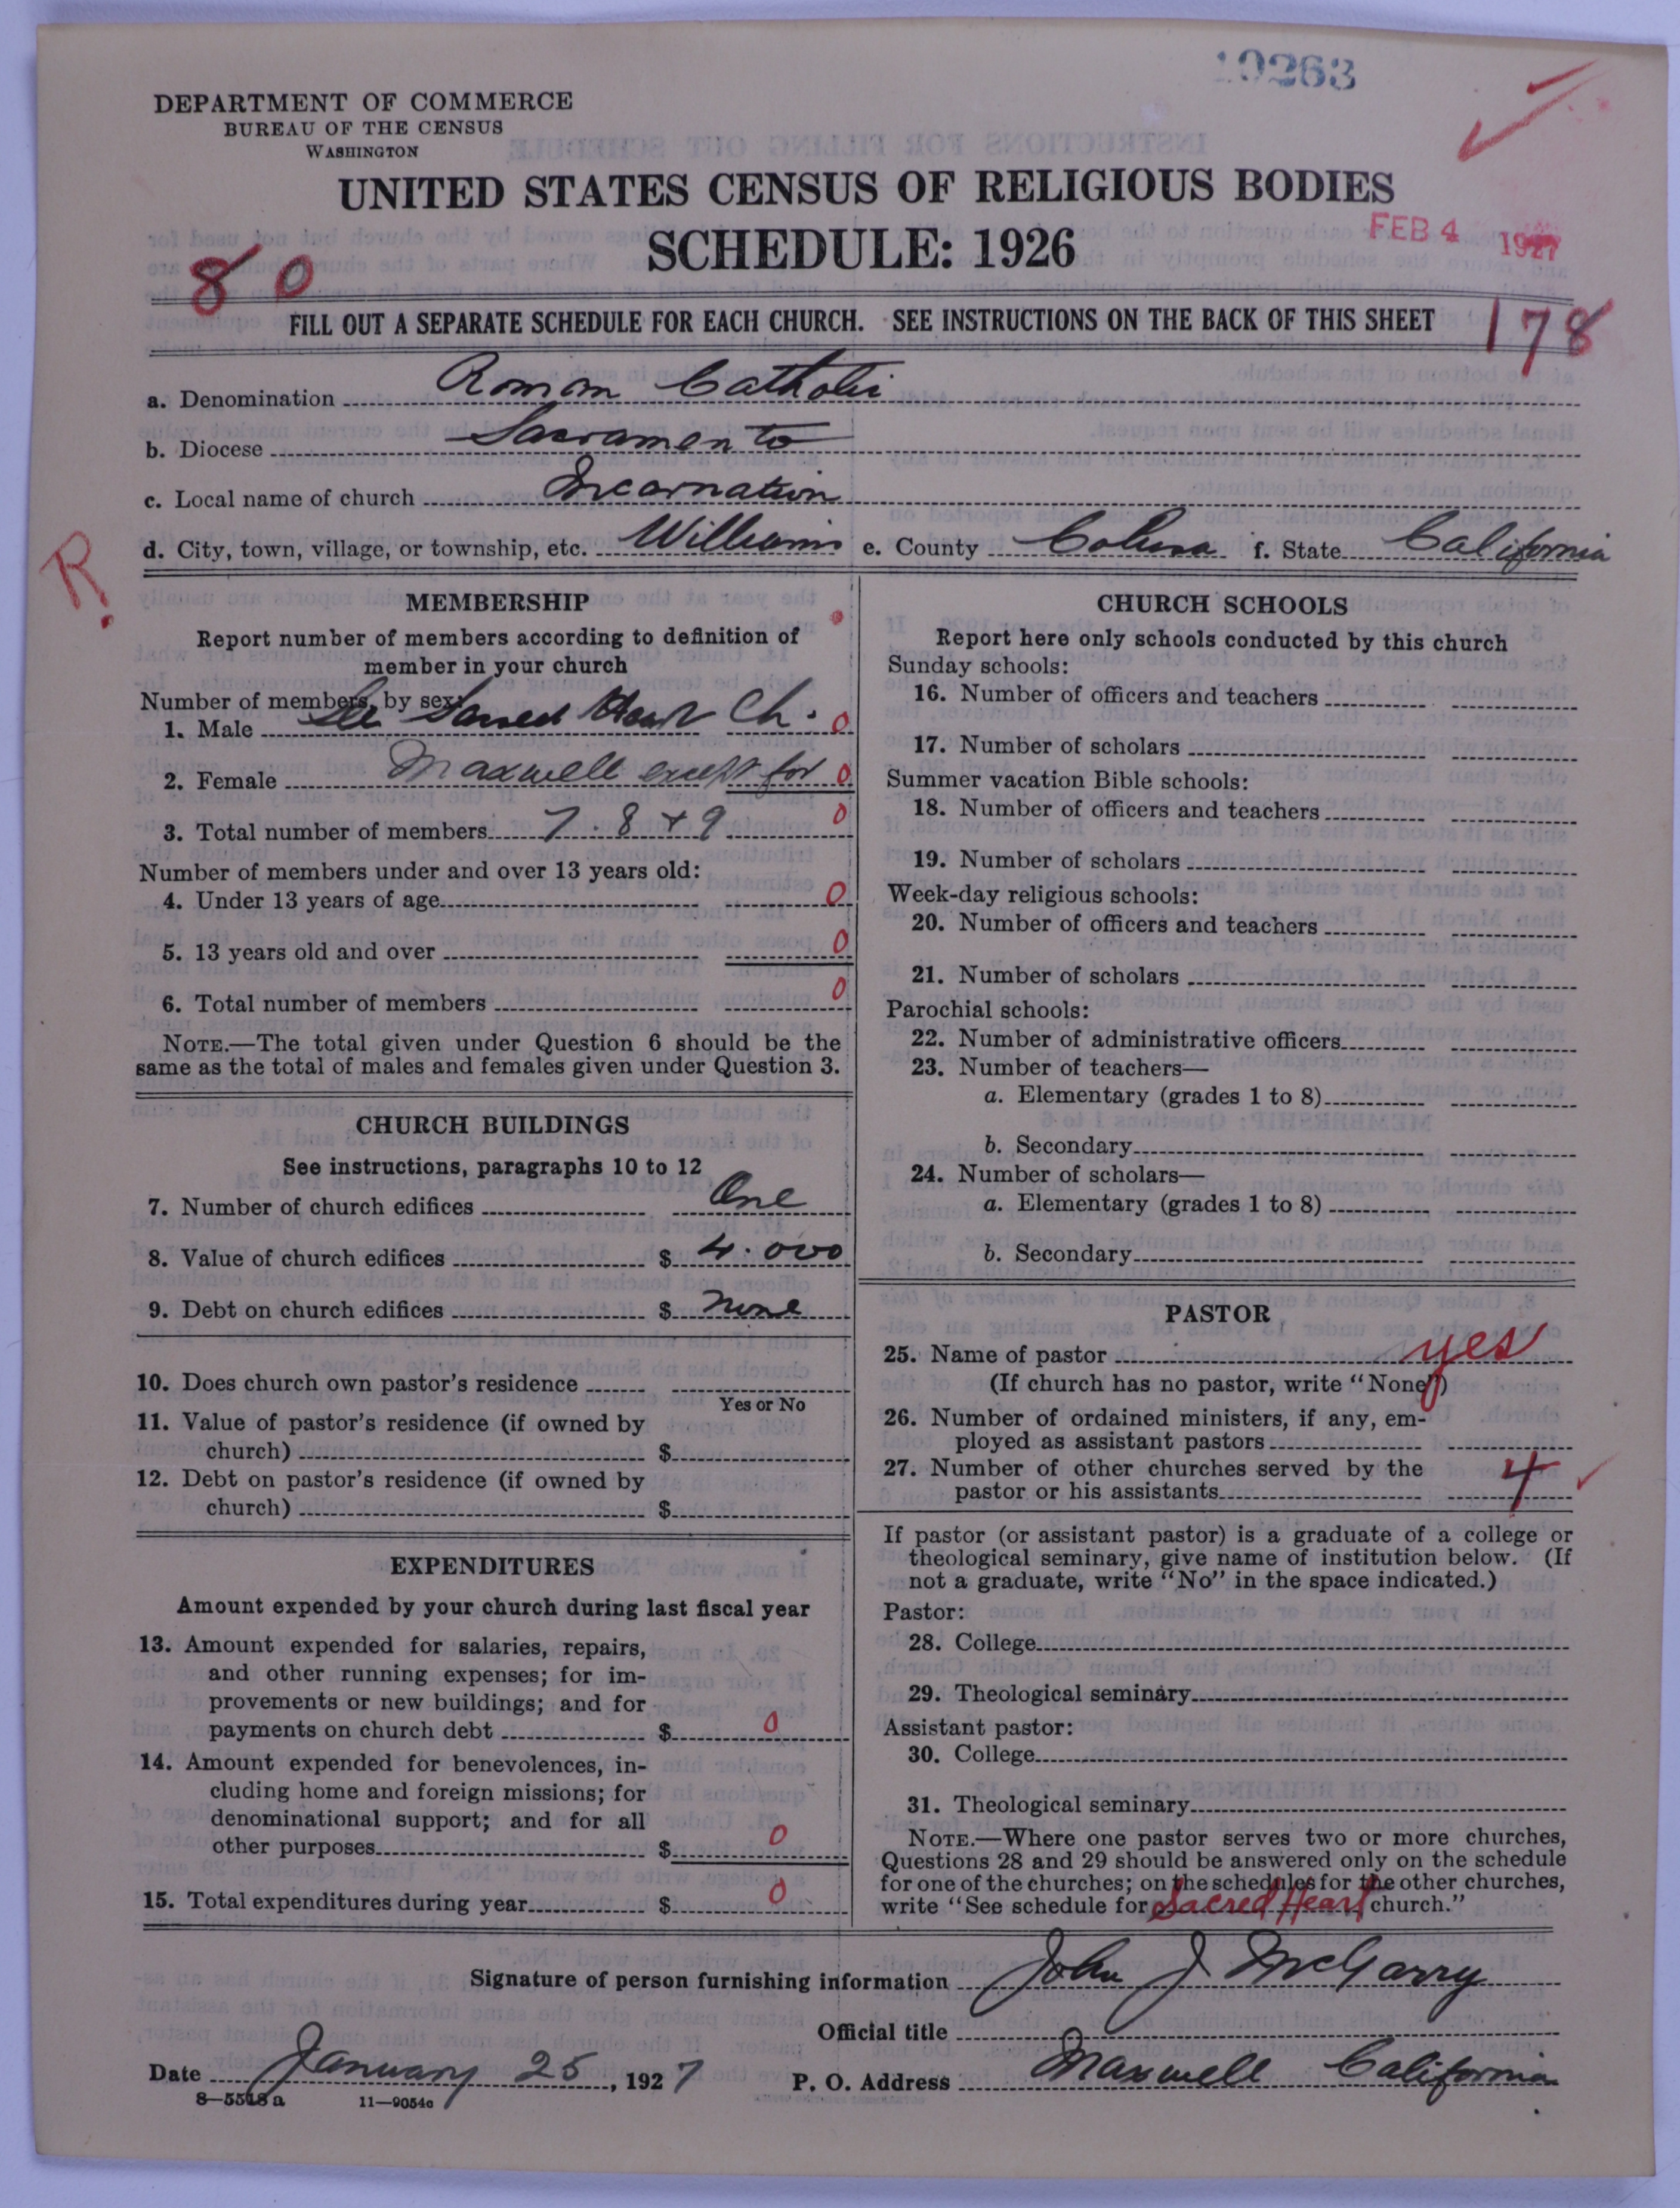 19263
DEPARTMENT OF COMMERCE
BUREAU OF THE CENSUS
WASHINGTON
UNITED STATES CENSUS OF RELIGIOUS BODIES
SCHEDULE: 1926
FEB 4 1927
80
FILL OUT A SEPARATE SCHEDULE FOR EACH CHURCH. SEE INSTRUCTIONS ON THE BACK OF THIS SHEET
178
a. Denomination Roman Catholic
b. Diocese Sacramento
c. Local name of church Incarnation
d. City, town, village, or township, etc. Williams e. County Colusa f. State California
R.
MEMBERSHIP
Report number of members according to definition of
member in your church
Number of members, by sex:
1. Male See Sacred Heart Ch. 0
2. Female Maxwell except for 0
3. Total number of members 7. 8 + 9 0
Number of members under and over 13 years old:
4. Under 13 years of age 0
5. 13 years old and over 0
6. Total number of members 0
NOTE.—The total given under Question 6 should be the
same as the total of males and females given under Question 3.
CHURCH BUILDINGS
See instructions, paragraphs 10 to 12
7. Number of church edifices One
8. Value of church edifices $ 4.000
9. Debt on church edifices $ none
10. Does church own pastor's residence
Yes or No
11. Value of pastor's residence (if owned by
church) $
12. Debt on pastor's residence (if owned by
church) $
EXPENDITURES
Amount expended by your church during last fiscal year
13. Amount expended for salaries, repairs,
and other running expenses; for im-
provements or new buildings; and for
payments on church debt $ 0
14. Amount expended for benevolences, in-
cluding home and foreign missions; for
denominational support; and for all
other purposes $ 0
15. Total expenditures during year $ 0
CHURCH SCHOOLS
Report here only schools conducted by this church
Sunday schools:
16. Number of officers and teachers
17. Number of scholars
Summer vacation Bible schools:
18. Number of officers and teachers
19. Number of scholars
Week-day religious schools:
20. Number of officers and teachers
21. Number of scholars
Parochial schools:
22. Number of administrative officers
23. Number of teachers—
a. Elementary (grades 1 to 8)
b. Secondary
24. Number of scholars—
a. Elementary (grades 1 to 8)
b. Secondary
PASTOR
25. Name of pastor yes
(If church has no pastor, write "None")
26. Number of ordained ministers, if any, em-
ployed as assistant pastors
27. Number of other churches served by the
pastor or his assistants 4
If pastor (or assistant pastor) is a graduate of a college or
theological seminary, give name of institution below. (If
not a graduate, write "No" in the space indicated.)
Pastor:
28. College
29. Theological seminary
Assistant pastor:
30. College
31. Theological seminary
NOTE.—Where one pastor serves two or more churches,
Questions 28 and 29 should be answered only on the schedule
for one of the churches; on the schedules for the other churches,
write "See schedule for Sacred Heart church."
Signature of person furnishing information John J McGarry
Official title
Date January 25, 1927 P. O. Address Maxwell California
8—5518 a 11—9054a